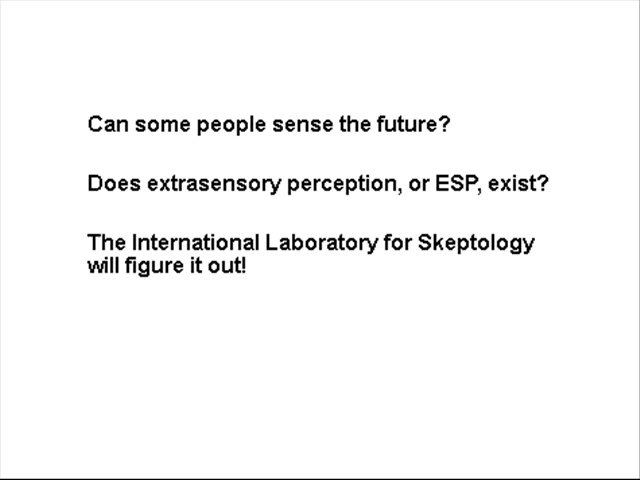 Can some people sense the future?
Does extrasensory perception, or ESP, exist?
The International Laboratory for Skeptology
will figure it out!